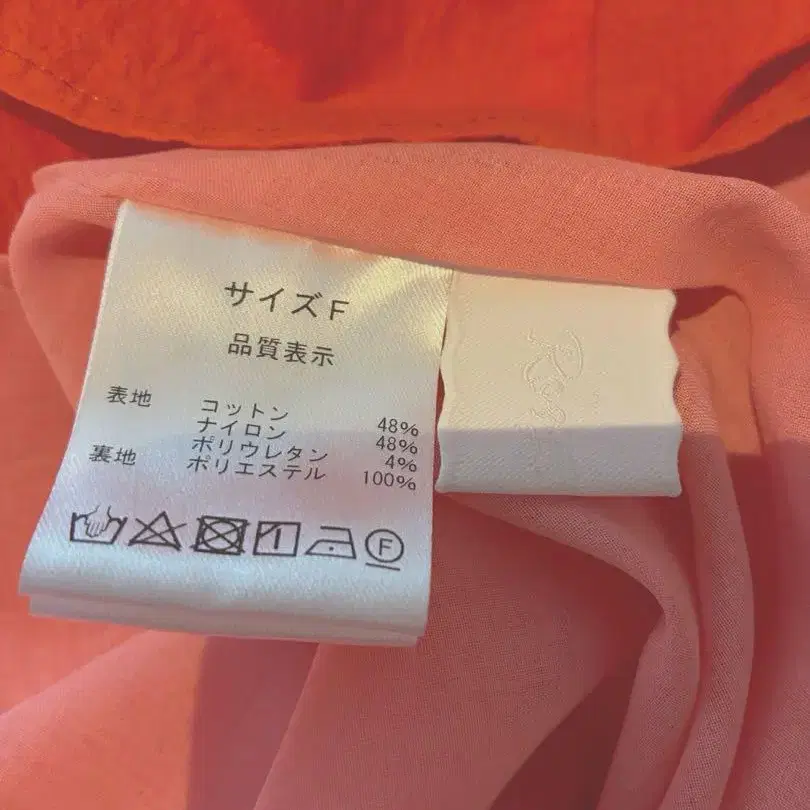 サイズF
品質表示
表地 コットン 48%
ナイロン 48%
ポリウレタン 4%
裏地 ポリエステル 100%
F